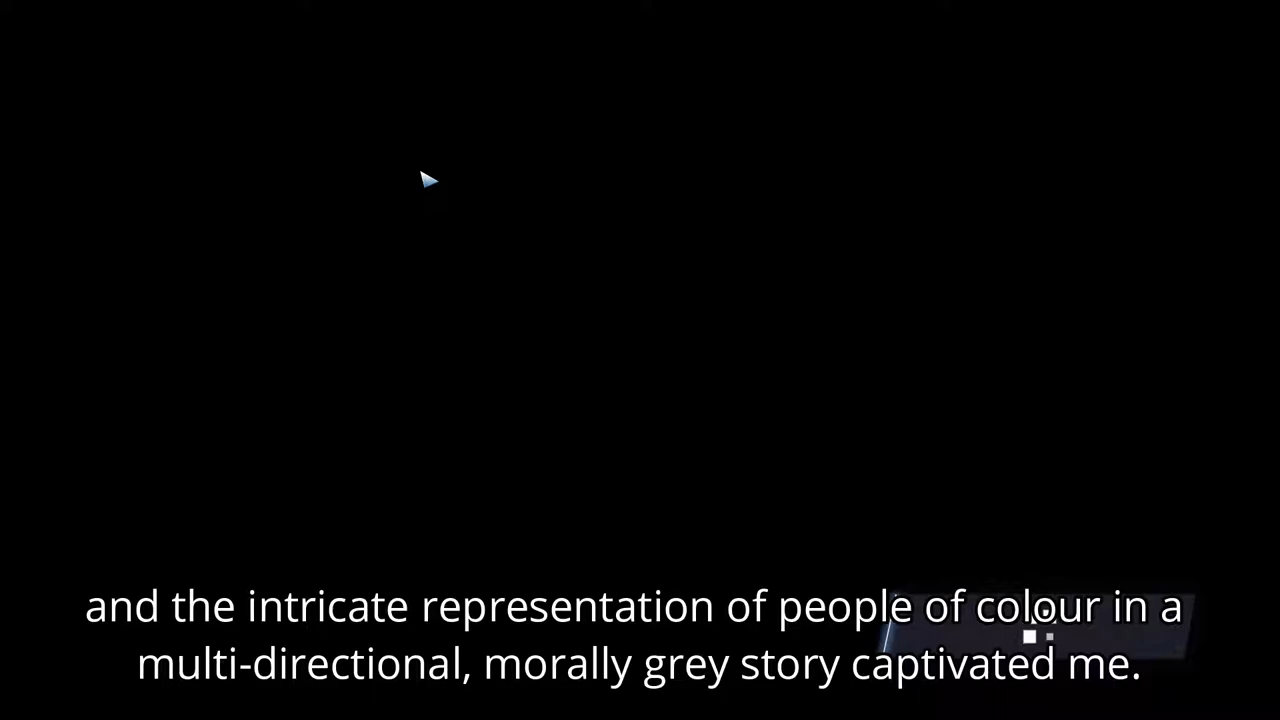 and the intricate representation of people of colour in a
multi-directional, morally grey story captivated me.